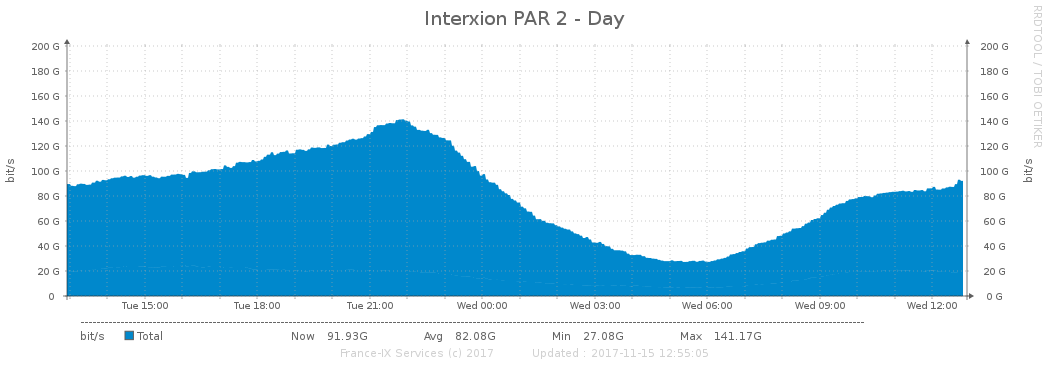 Interxion PAR 2 - Day
RRDTOOL / TOBI OETIKER
bit/s
200 G 200 G
180 G 180 G
160 G 160 G
140 G 140 G
120 G 120 G
100 G 100 G
80 G 80 G
60 G 60 G
40 G 40 G
20 G 20 G
0 0 G
bit/s
Tue 15:00 Tue 18:00 Tue 21:00 Wed 00:00 Wed 03:00 Wed 06:00 Wed 09:00 Wed 12:00
bit/s Total Now 91.93G Avg 82.08G Min 27.08G Max 141.17G
France-IX Services (c) 2017 Updated : 2017-11-15 12:55:05